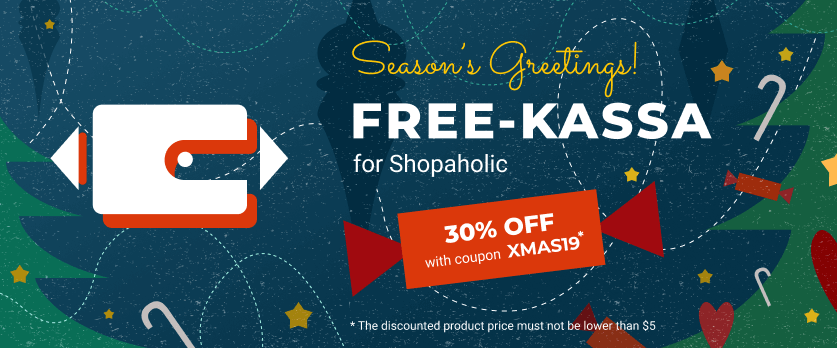 Season's Greetings!
FREE-KASSA
for Shopaholic
30% OFF
with coupon XMAS19*
* The discounted product price must not be lower than $5